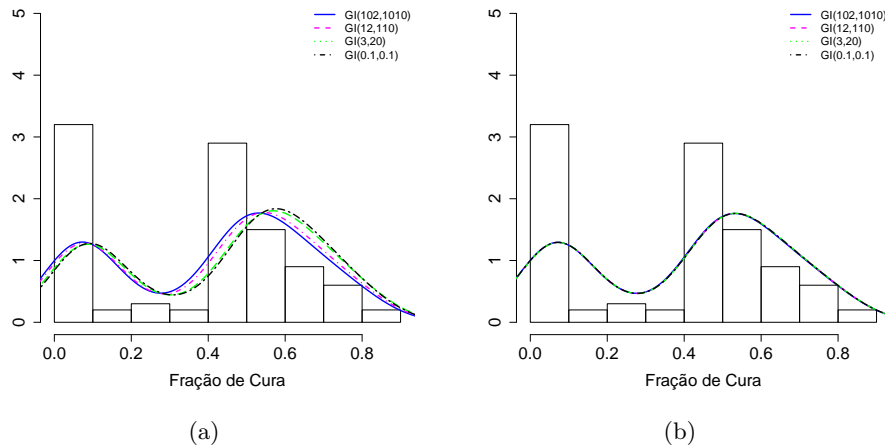 GI(102,1010)
GI(12,110)
GI(3,20)
GI(0.1,0.1)
5
4
3
2
1
0
0.0 0.2 0.4 0.6 0.8
Fração de Cura
(a)
GI(102,1010)
GI(12,110)
GI(3,20)
GI(0.1,0.1)
5
4
3
2
1
0
0.0 0.2 0.4 0.6 0.8
Fração de Cura
(b)